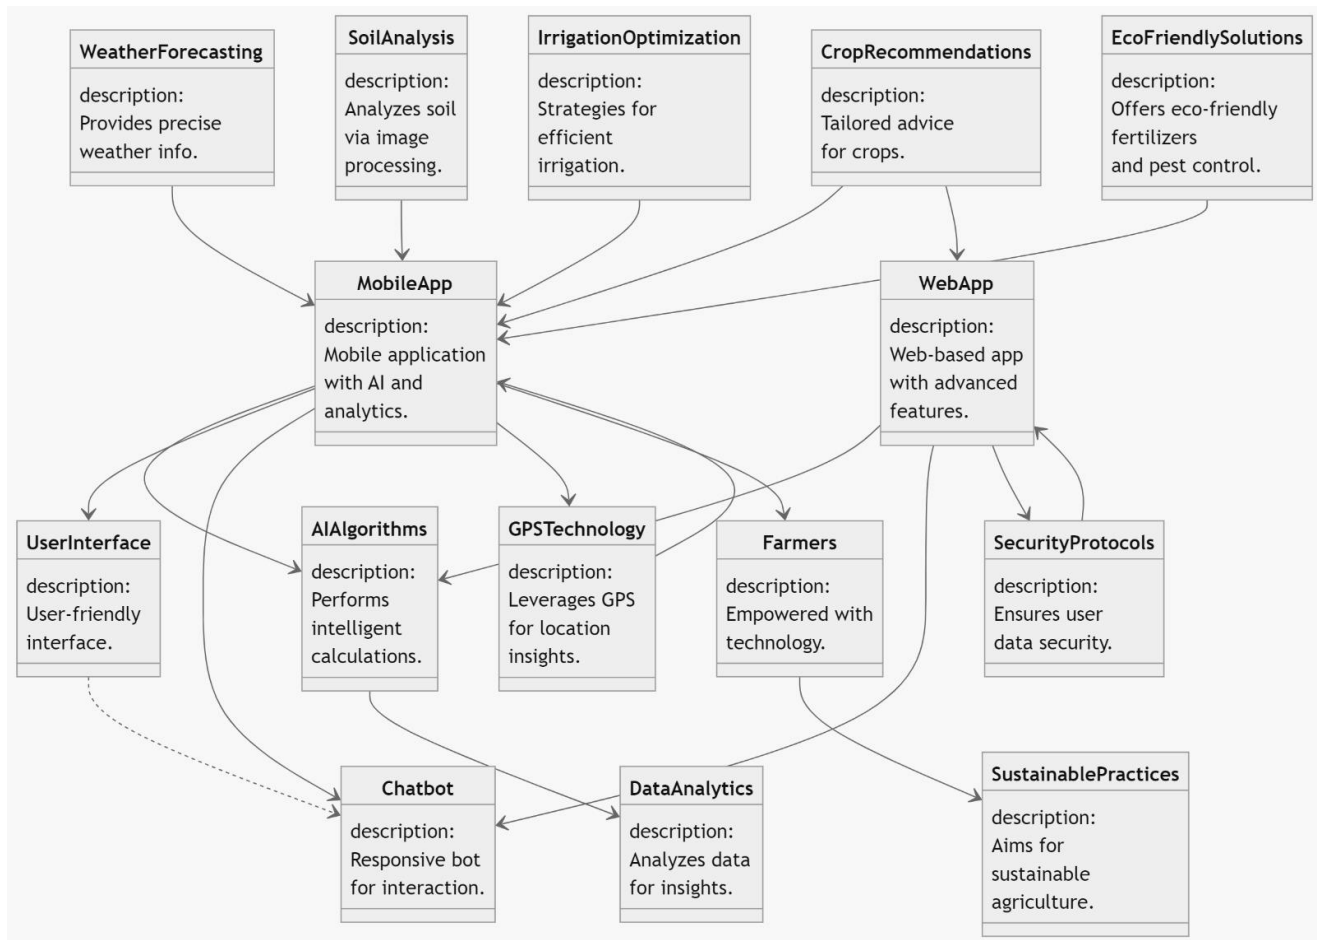 WeatherForecasting
description:
Provides precise
weather info.
SoilAnalysis
description:
Analyzes soil
via image
processing.
IrrigationOptimization
description:
Strategies for
efficient
irrigation.
CropRecommendations
description:
Tailored advice
for crops.
EcoFriendlySolutions
description:
Offers eco-friendly
fertilizers
and pest control.
MobileApp
description:
Mobile application
with AI and
analytics.
WebApp
description:
Web-based app
with advanced
features.
UserInterface
description:
User-friendly
interface.
AIAlgorithms
description:
Performs
intelligent
calculations.
GPSTechnology
description:
Leverages GPS
for location
insights.
Farmers
description:
Empowered with
technology.
SecurityProtocols
description:
Ensures user
data security.
Chatbot
description:
Responsive bot
for interaction.
DataAnalytics
description:
Analyzes data
for insights.
SustainablePractices
description:
Aims for
sustainable
agriculture.